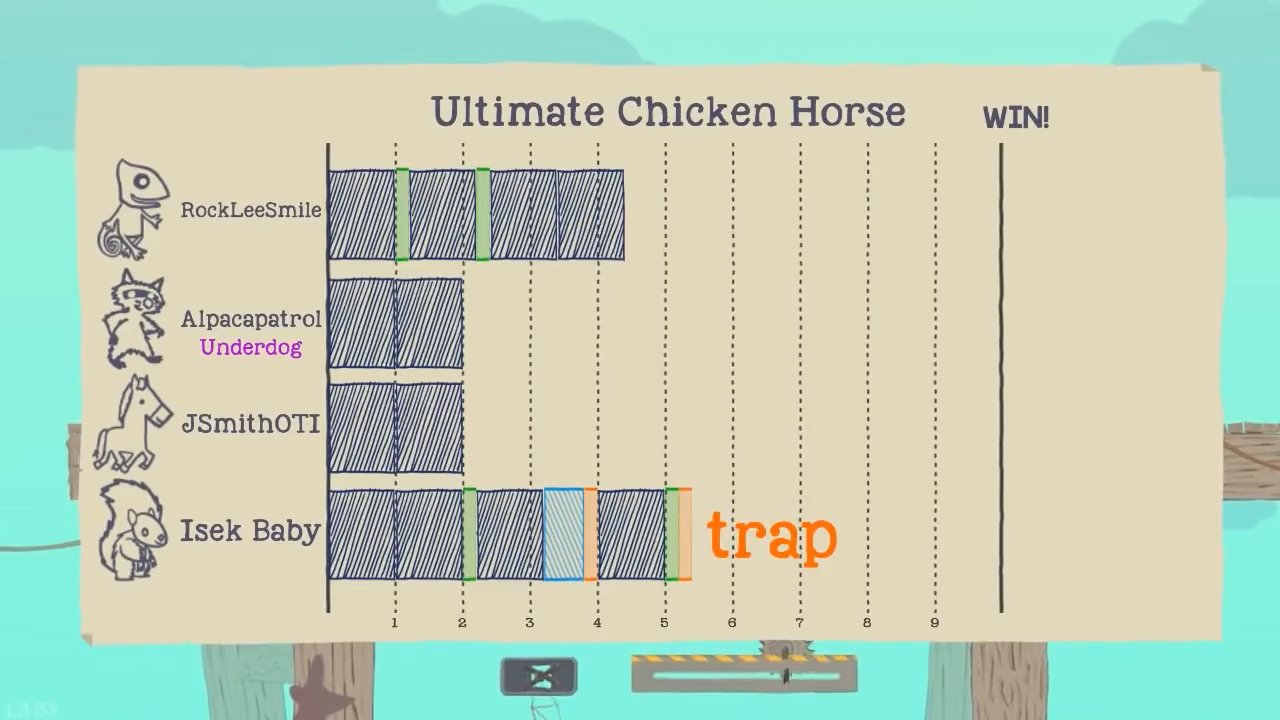 Ultimate Chicken Horse
WIN!
RockLeeSmile
Alpacapatrol
Underdog
JSmithOTI
Isek Baby
trap
1 2 3 4 5 6 7 8 9